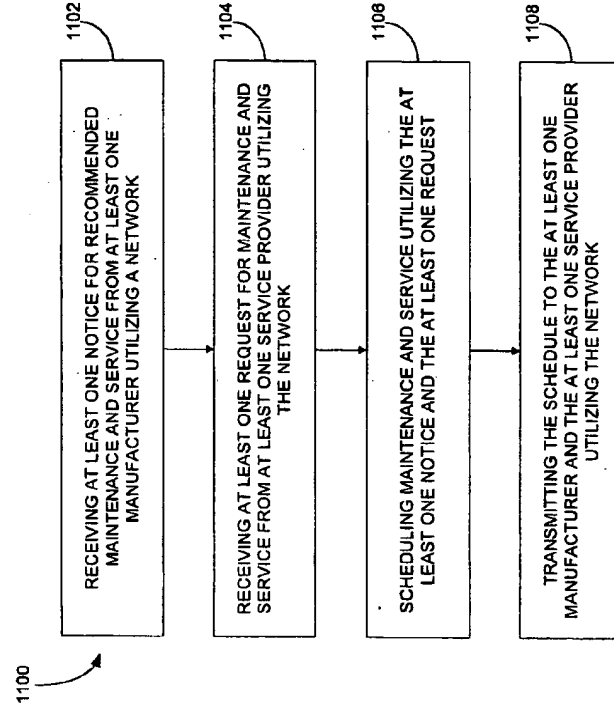 1100
1102
RECEIVING AT LEAST ONE NOTICE FOR RECOMMENDED
MAINTENANCE AND SERVICE FROM AT LEAST ONE
MANUFACTURER UTILIZING A NETWORK
1104
RECEIVING AT LEAST ONE REQUEST FOR MAINTENANCE AND
SERVICE FROM AT LEAST ONE SERVICE PROVIDER UTILIZING
THE NETWORK
1106
SCHEDULING MAINTENANCE AND SERVICE UTILIZING THE AT
LEAST ONE NOTICE AND THE AT LEAST ONE REQUEST
1108
TRANSMITTING THE SCHEDULE TO THE AT LEAST ONE
MANUFACTURER AND THE AT LEAST ONE SERVICE PROVIDER
UTILIZING THE NETWORK